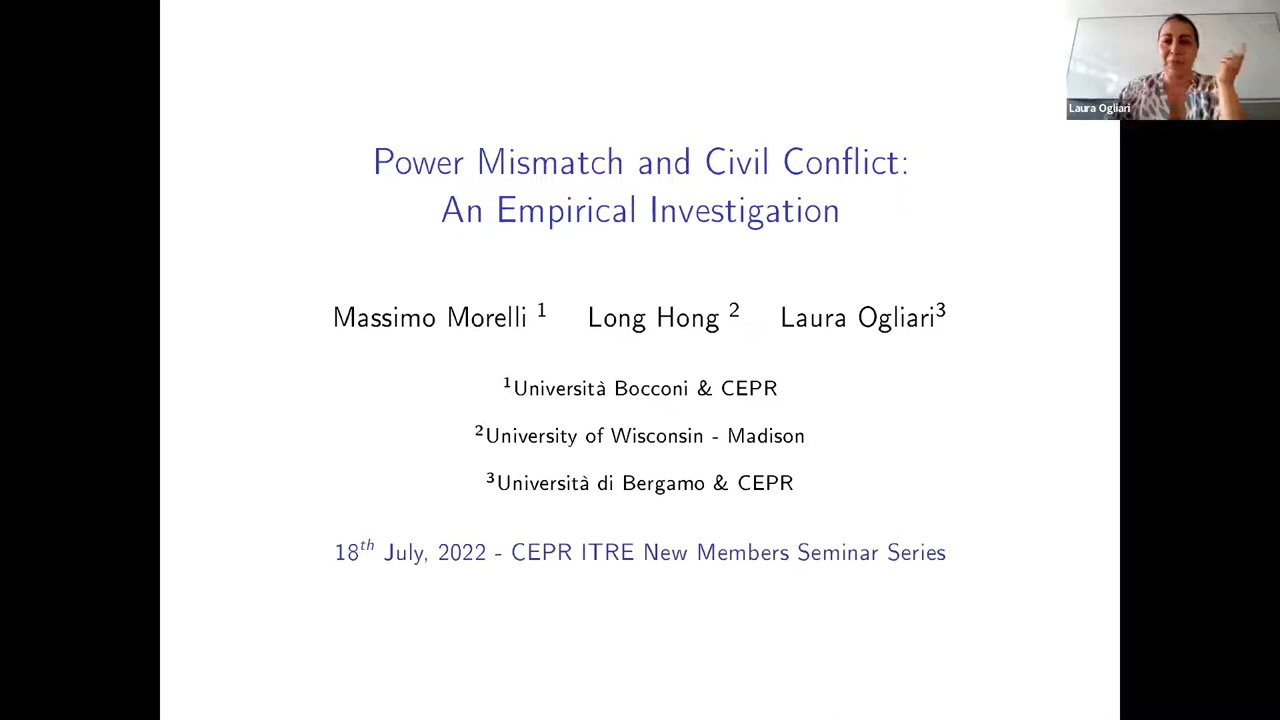 Laura Ogliari
Power Mismatch and Civil Conflict:
An Empirical Investigation
Massimo Morelli ¹ Long Hong ² Laura Ogliari³
¹Università Bocconi & CEPR
²University of Wisconsin - Madison
³Università di Bergamo & CEPR
18th July, 2022 - CEPR ITRE New Members Seminar Series